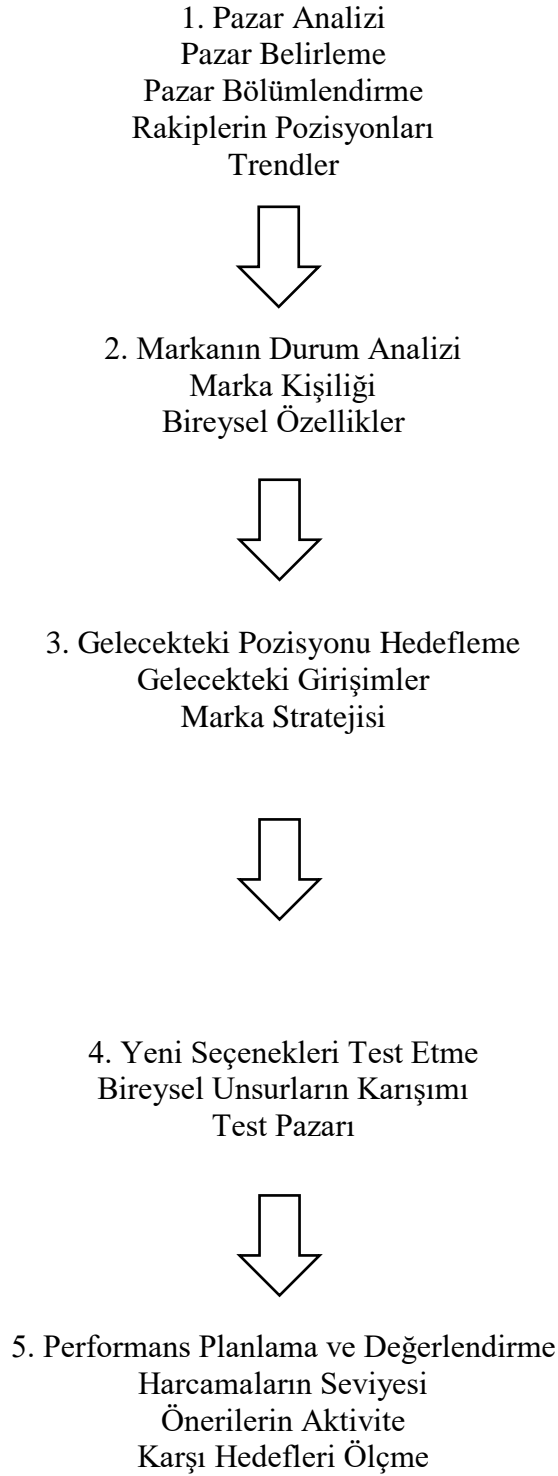 1. Pazar Analizi
Pazar Belirleme
Pazar Bölümlendirme
Rakiplerin Pozisyonları
Trendler
2. Markanın Durum Analizi
Marka Kişiliği
Bireysel Özellikler
3. Gelecekteki Pozisyonu Hedefleme
Gelecekteki Girişimler
Marka Stratejisi
4. Yeni Seçenekleri Test Etme
Bireysel Unsurların Karışımı
Test Pazarı
5. Performans Planlama ve Değerlendirme
Harcamaların Seviyesi
Önerilerin Aktivite
Karşı Hedefleri Ölçme